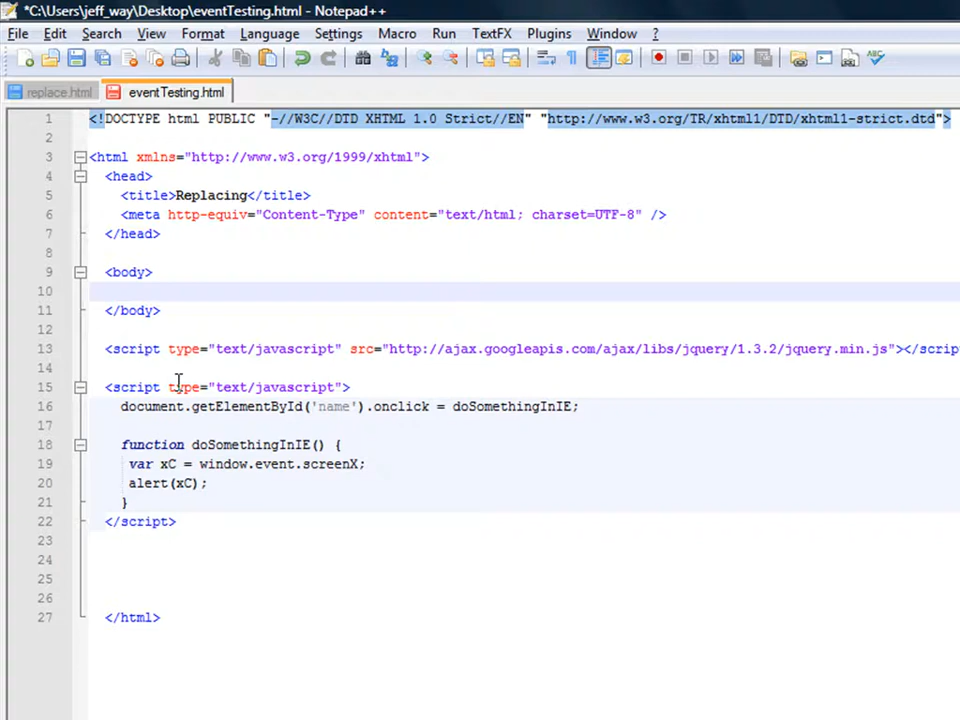 *C:\Users\jeff_way\Desktop\eventTesting.html - Notepad++
File Edit Search View Format Language Settings Macro Run TextFX Plugins Window ?
replace.html eventTesting.html
1 <!DOCTYPE html PUBLIC "-//W3C//DTD XHTML 1.0 Strict//EN" "http://www.w3.org/TR/xhtml1/DTD/xhtml1-strict.dtd">
2
3 <html xmlns="http://www.w3.org/1999/xhtml">
4 <head>
5 <title>Replacing</title>
6 <meta http-equiv="Content-Type" content="text/html; charset=UTF-8" />
7 </head>
8
9 <body>
10
11 </body>
12
13 <script type="text/javascript" src="http://ajax.googleapis.com/ajax/libs/jquery/1.3.2/jquery.min.js"></scrip
14
15 <script type="text/javascript">
16 document.getElementById('name').onclick = doSomethingInIE;
17
18 function doSomethingInIE() {
19 var xC = window.event.screenX;
20 alert(xC);
21 }
22 </script>
23
24
25
26
27 </html>